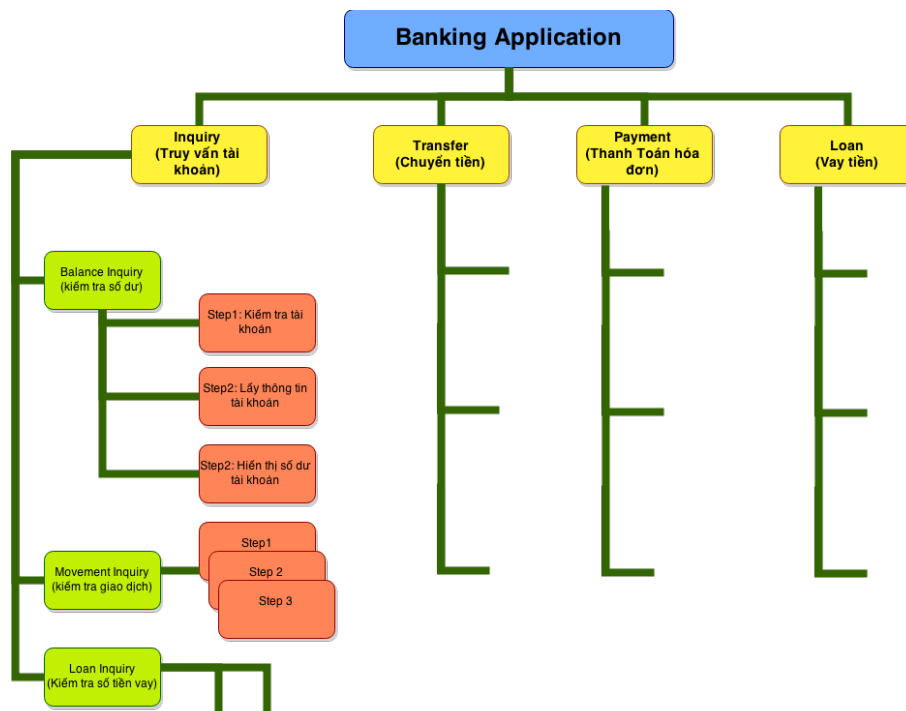 Banking Application
Inquiry
(Truy vấn tài
khoản)
Transfer
(Chuyển tiền)
Payment
(Thanh Toán hóa
đơn)
Loan
(Vay tiền)
Balance Inquiry
(kiểm tra số dư)
Step1: Kiểm tra tài
khoản
Step2: Lấy thông tin
tài khoản
Step2: Hiển thị số dư
tài khoản
Movement Inquiry
(kiểm tra giao dịch)
Step1
Step 2
Step 3
Loan Inquiry
(Kiểm tra số tiền vay)